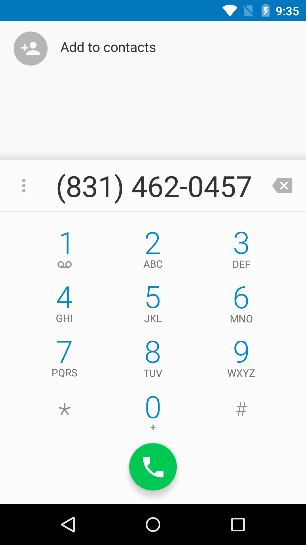 9:35
Add to contacts
(831) 462-0457
1 2 3
ABC DEF
4 5 6
GHI JKL MNO
7 8 9
PQRS TUV WXYZ
* 0 #
+